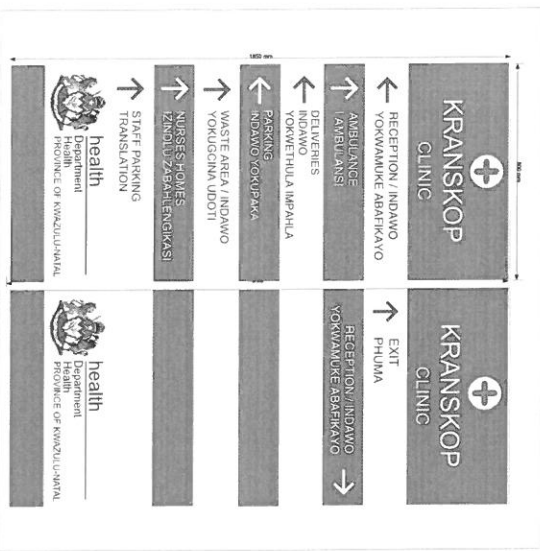 800 mm
1850 mm
KRANSKOP
CLINIC
RECEPTION / INDAWO
YOKWAMUKE ABAFIKAYO
AMBULANCE
IAMBULANSI
DELIVERIES
INDAWO
YOKWETHULA IMPAHLA
PARKING
INDAWO YOKUPAKA
WASTE AREA / INDAWO
YOKUGCINA UDOTI
NURSES HOMES
IZINDLU ZABAHLENGIKASI
STAFF PARKING
TRANSLATION
health
Department
Health
PROVINCE OF KWAZULU-NATAL
KRANSKOP
CLINIC
EXIT
PHUMA
RECEPTION / INDAWO
YOKWAMUKE ABAFIKAYO
health
Department
Health
PROVINCE OF KWAZULU-NATAL